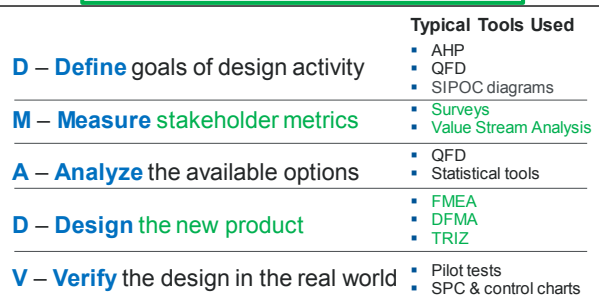 Typical Tools Used
D – Define goals of design activity
▪ AHP
▪ QFD
▪ SIPOC diagrams
M – Measure stakeholder metrics
▪ Surveys
▪ Value Stream Analysis
A – Analyze the available options
▪ QFD
▪ Statistical tools
D – Design the new product
▪ FMEA
▪ DFMA
▪ TRIZ
V – Verify the design in the real world
▪ Pilot tests
▪ SPC & control charts